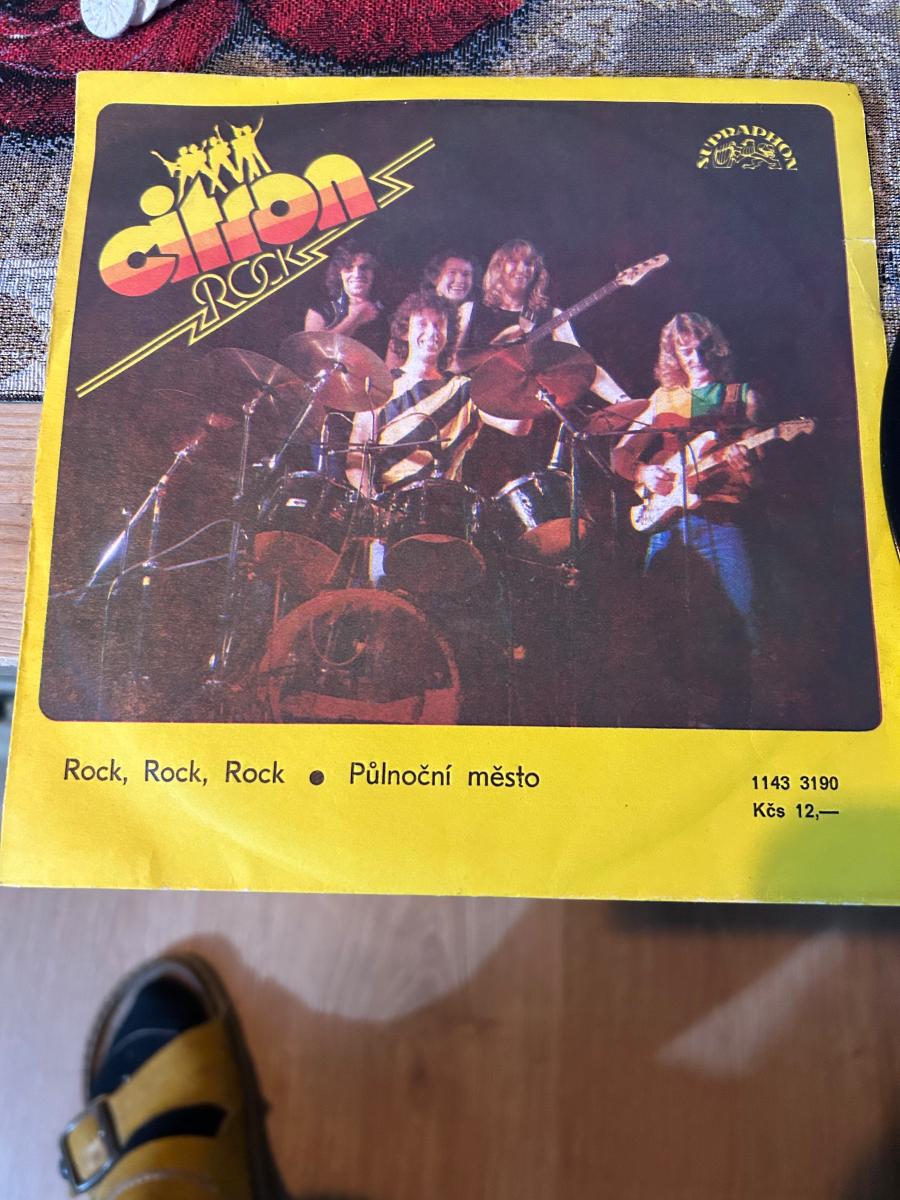 SUPRAPHON
citron
ROCK
Rock, Rock, Rock ● Půlnoční město
1143 3190
Kčs 12,—